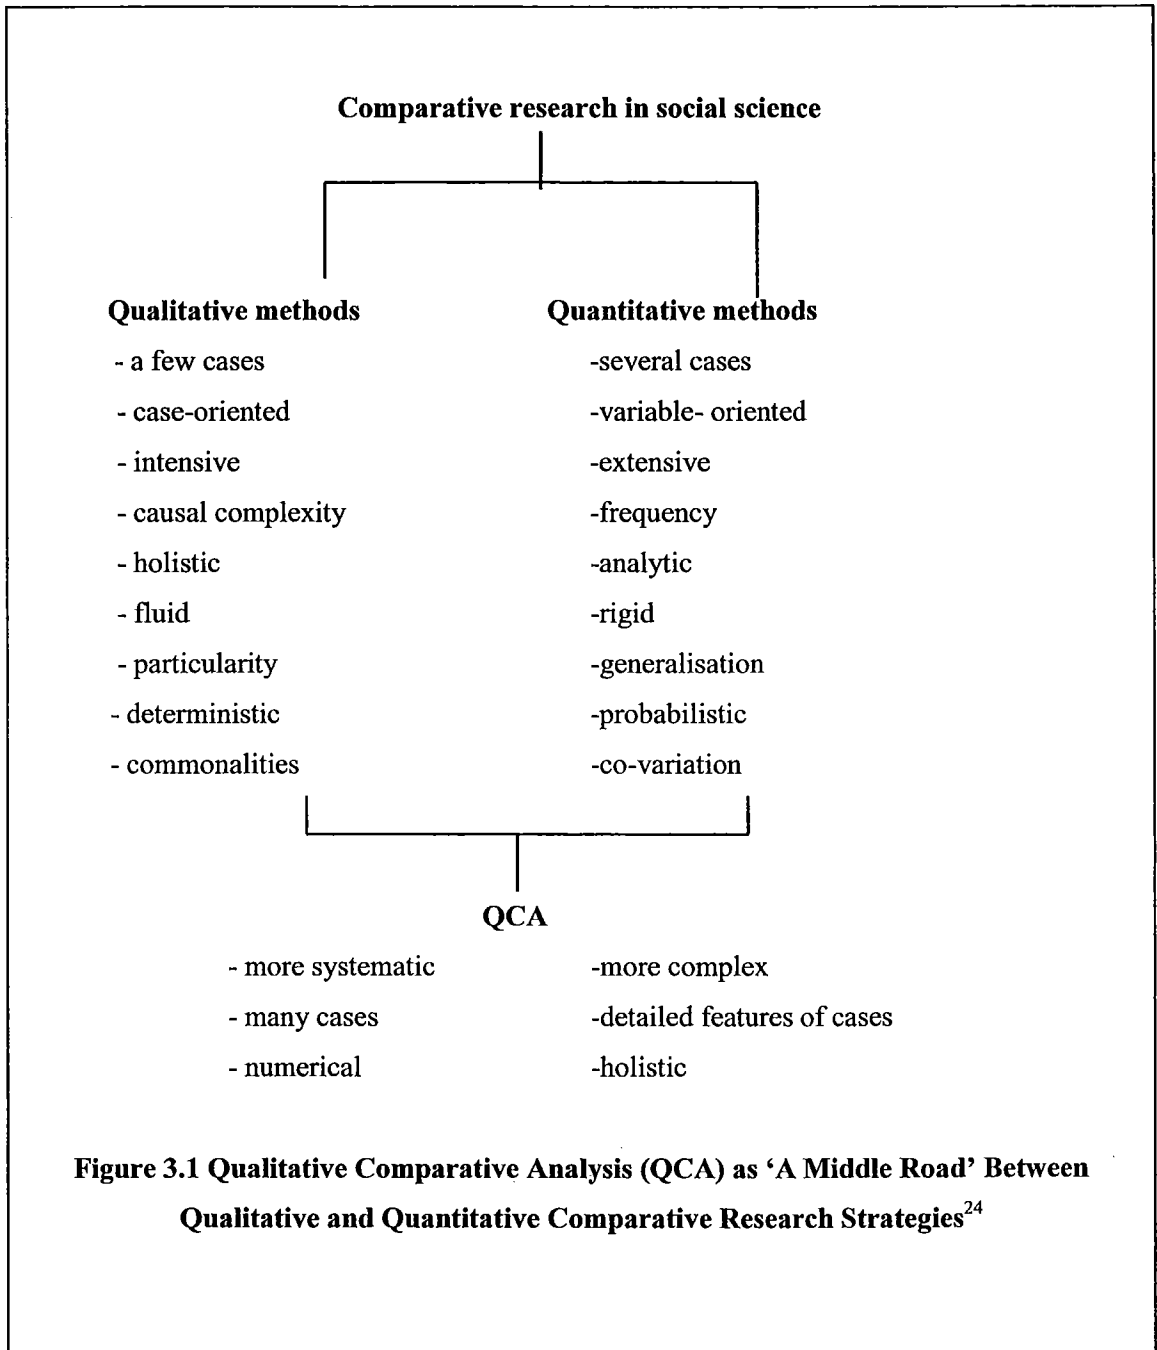 Comparative research in social science
Qualitative methods
- a few cases
- case-oriented
- intensive
- causal complexity
- holistic
- fluid
- particularity
- deterministic
- commonalities
Quantitative methods
-several cases
-variable- oriented
-extensive
-frequency
-analytic
-rigid
-generalisation
-probabilistic
-co-variation
QCA
- more systematic
- many cases
- numerical
-more complex
-detailed features of cases
-holistic
Figure 3.1 Qualitative Comparative Analysis (QCA) as ‘A Middle Road’ Between
Qualitative and Quantitative Comparative Research Strategies²⁴